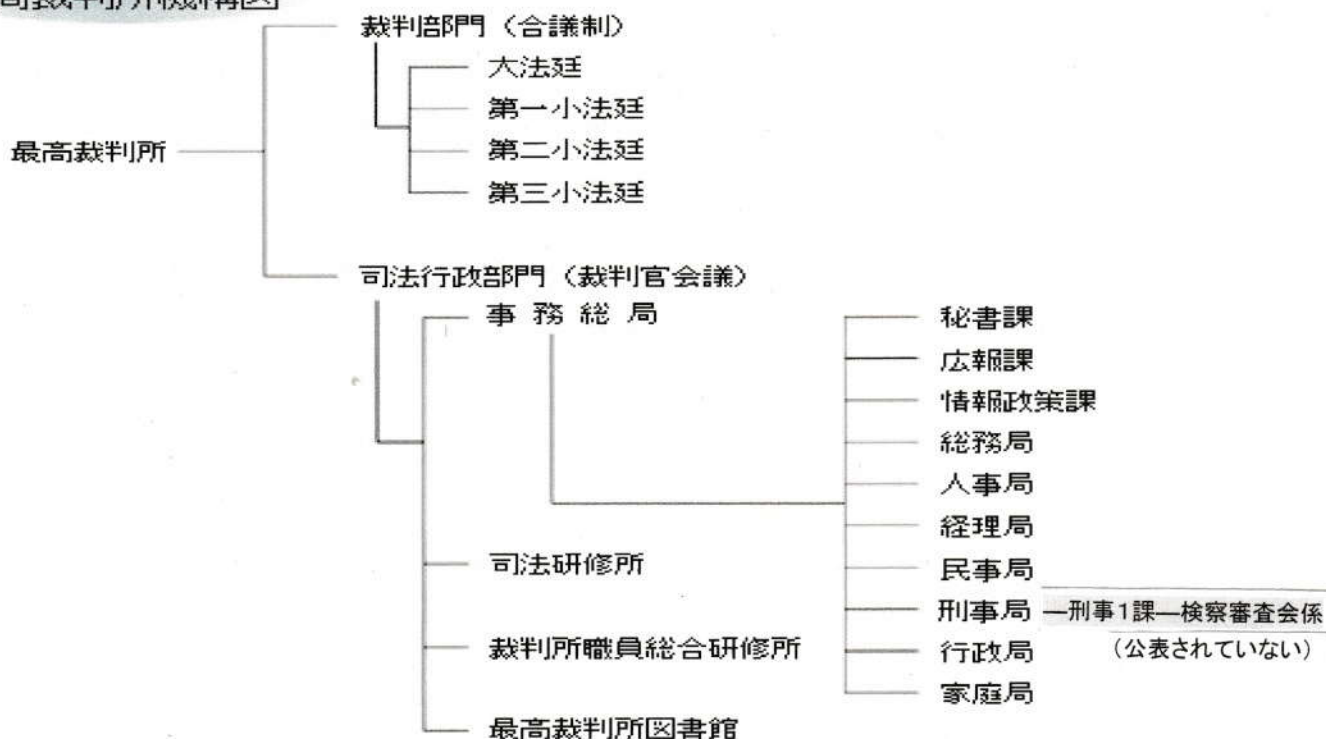 裁判部門（合議制）
大法廷
第一小法廷
最高裁判所
第二小法廷
第三小法廷
司法行政部門（裁判官会議）
事務総局
秘書課
広報課
情報政策課
総務局
人事局
経理局
民事局
刑事局―刑事1課―検察審査会係
（公表されていない）
行政局
家庭局
司法研修所
裁判所職員総合研修所
最高裁判所図書館